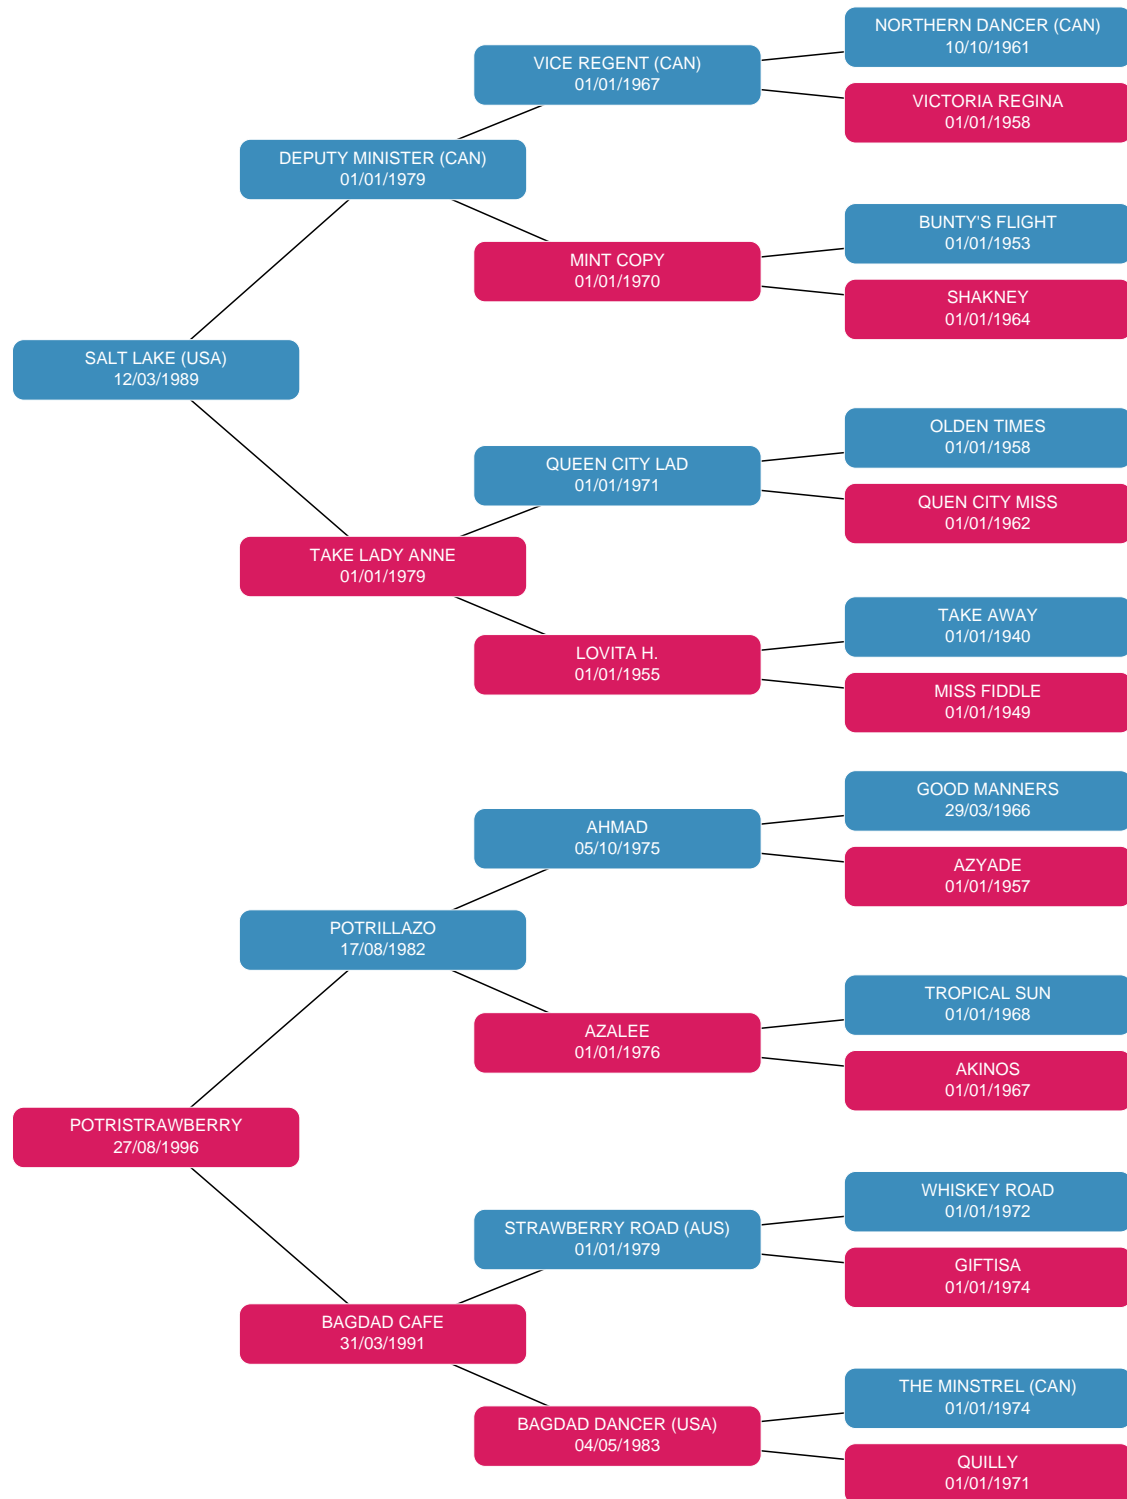 NORTHERN DANCER (CAN)
10/10/1961
VICE REGENT (CAN)
01/01/1967
VICTORIA REGINA
01/01/1958
DEPUTY MINISTER (CAN)
01/01/1979
BUNTY'S FLIGHT
01/01/1953
MINT COPY
01/01/1970
SHAKNEY
01/01/1964
SALT LAKE (USA)
12/03/1989
OLDEN TIMES
01/01/1958
QUEEN CITY LAD
01/01/1971
QUEN CITY MISS
01/01/1962
TAKE LADY ANNE
01/01/1979
TAKE AWAY
01/01/1940
LOVITA H.
01/01/1955
MISS FIDDLE
01/01/1949
GOOD MANNERS
29/03/1966
AHMAD
05/10/1975
AZYADE
01/01/1957
POTRILLAZO
17/08/1982
TROPICAL SUN
01/01/1968
AZALEE
01/01/1976
AKINOS
01/01/1967
POTRISTRAWBERRY
27/08/1996
WHISKEY ROAD
01/01/1972
STRAWBERRY ROAD (AUS)
01/01/1979
GIFTISA
01/01/1974
BAGDAD CAFE
31/03/1991
THE MINSTREL (CAN)
01/01/1974
BAGDAD DANCER (USA)
04/05/1983
QUILLY
01/01/1971